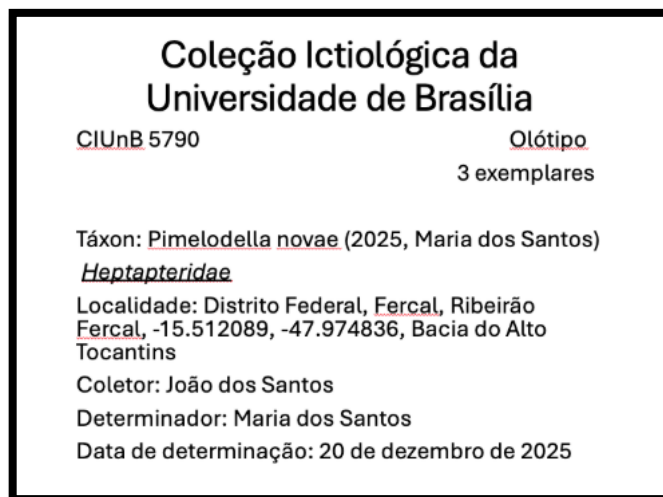 Coleção Ictiológica da
Universidade de Brasília
CIUnB 5790 Olótipo
3 exemplares
Táxon: Pimelodella novae (2025, Maria dos Santos)
Heptapteridae
Localidade: Distrito Federal, Fercal, Ribeirão
Fercal, -15.512089, -47.974836, Bacia do Alto
Tocantins
Coletor: João dos Santos
Determinador: Maria dos Santos
Data de determinação: 20 de dezembro de 2025